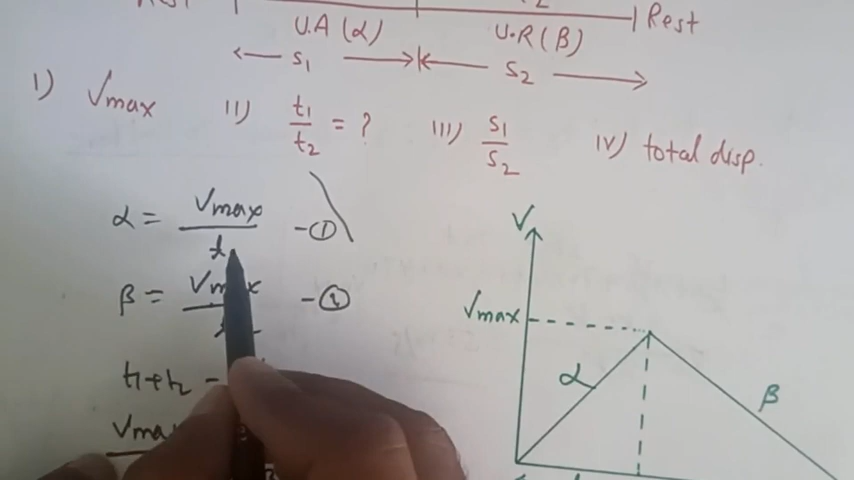 Rest
U.A (α) U.R (β)
S1 S2
I) Vmax II) t1/t2 = ? III) S1/S2 IV) total disp.
α = Vmax/t -①
β = Vmax -②
t1+t2 -
V
Vmax
α β